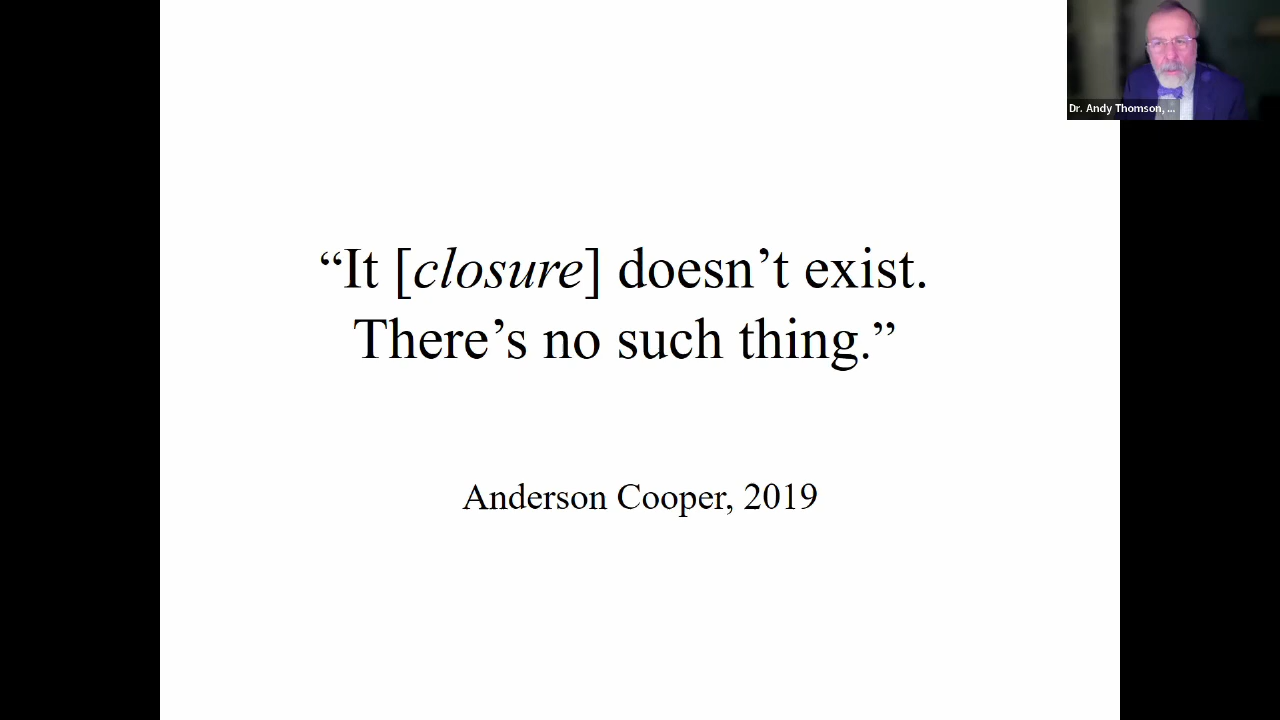 Dr. Andy Thomson, ...
“It [closure] doesn’t exist.
There’s no such thing.”
Anderson Cooper, 2019